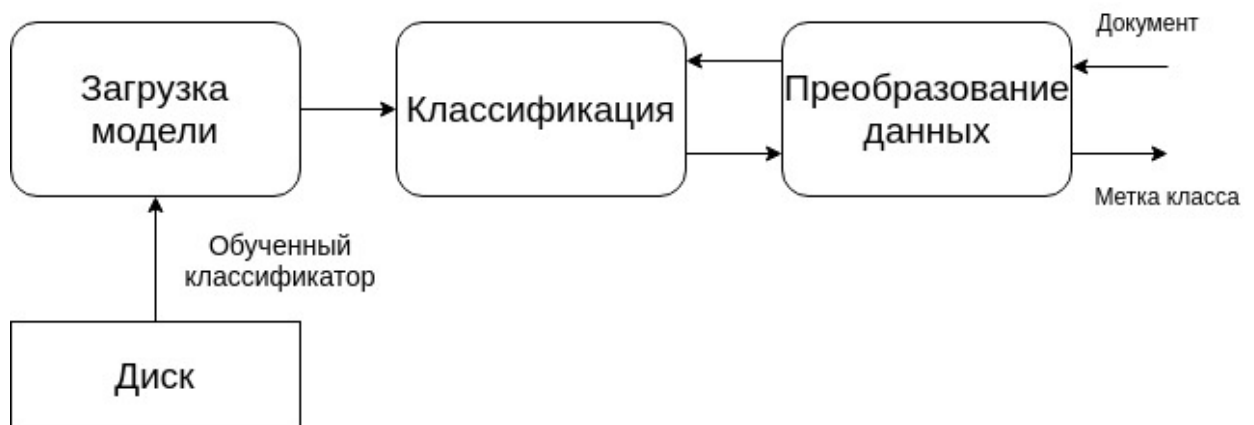 Загрузка
модели
Классификация
Преобразование
данных
Документ
Метка класса
Обученный
классификатор
Диск